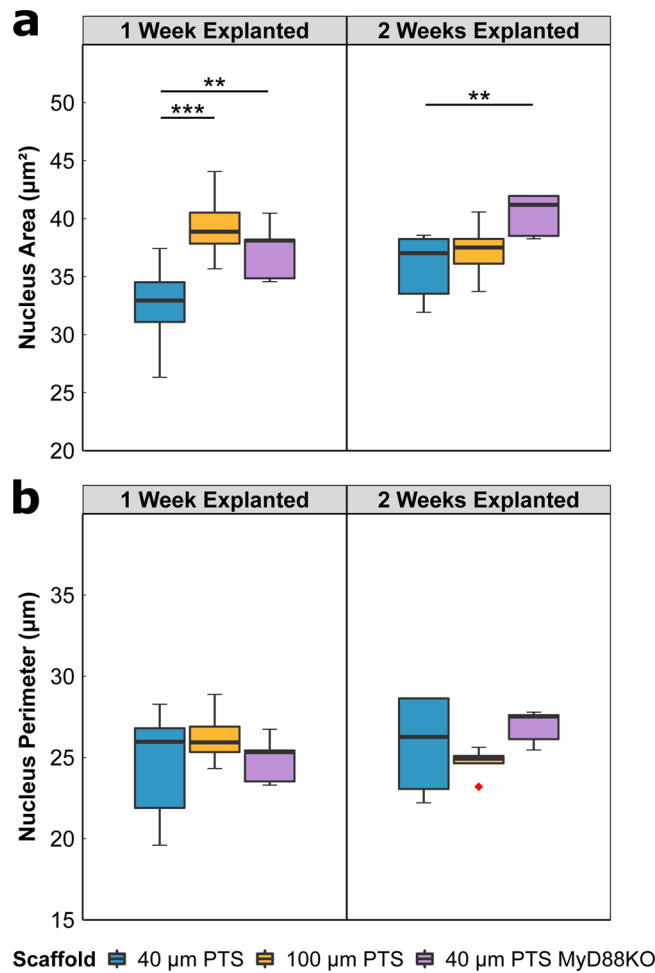 a
1 Week Explanted 2 Weeks Explanted
** 
***
**
Nucleus Area (µm²)
50
45
40
35
30
25
20
b
1 Week Explanted 2 Weeks Explanted
Nucleus Perimeter (µm)
35
30
25
20
15
Scaffold 40 µm PTS 100 µm PTS 40 µm PTS MyD88KO